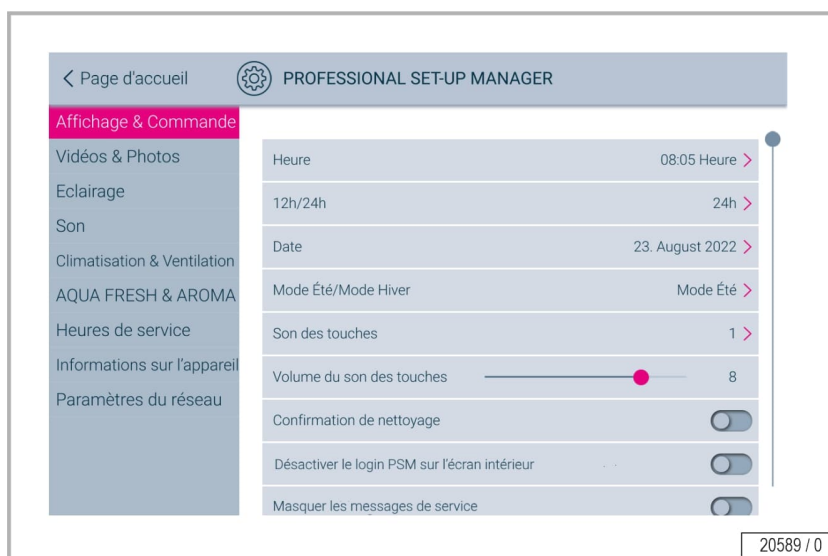 Page d'accueil PROFESSIONAL SET-UP MANAGER
Affichage & Commande
Vidéos & Photos
Eclairage
Son
Climatisation & Ventilation
AQUA FRESH & AROMA
Heures de service
Informations sur l'appareil
Paramètres du réseau
Heure 08:05 Heure
12h/24h 24h
Date 23. August 2022
Mode Été/Mode Hiver Mode Été
Son des touches 1
Volume du son des touches 8
Confirmation de nettoyage
Désactiver le login PSM sur l'écran intérieur
Masquer les messages de service
20589 / 0